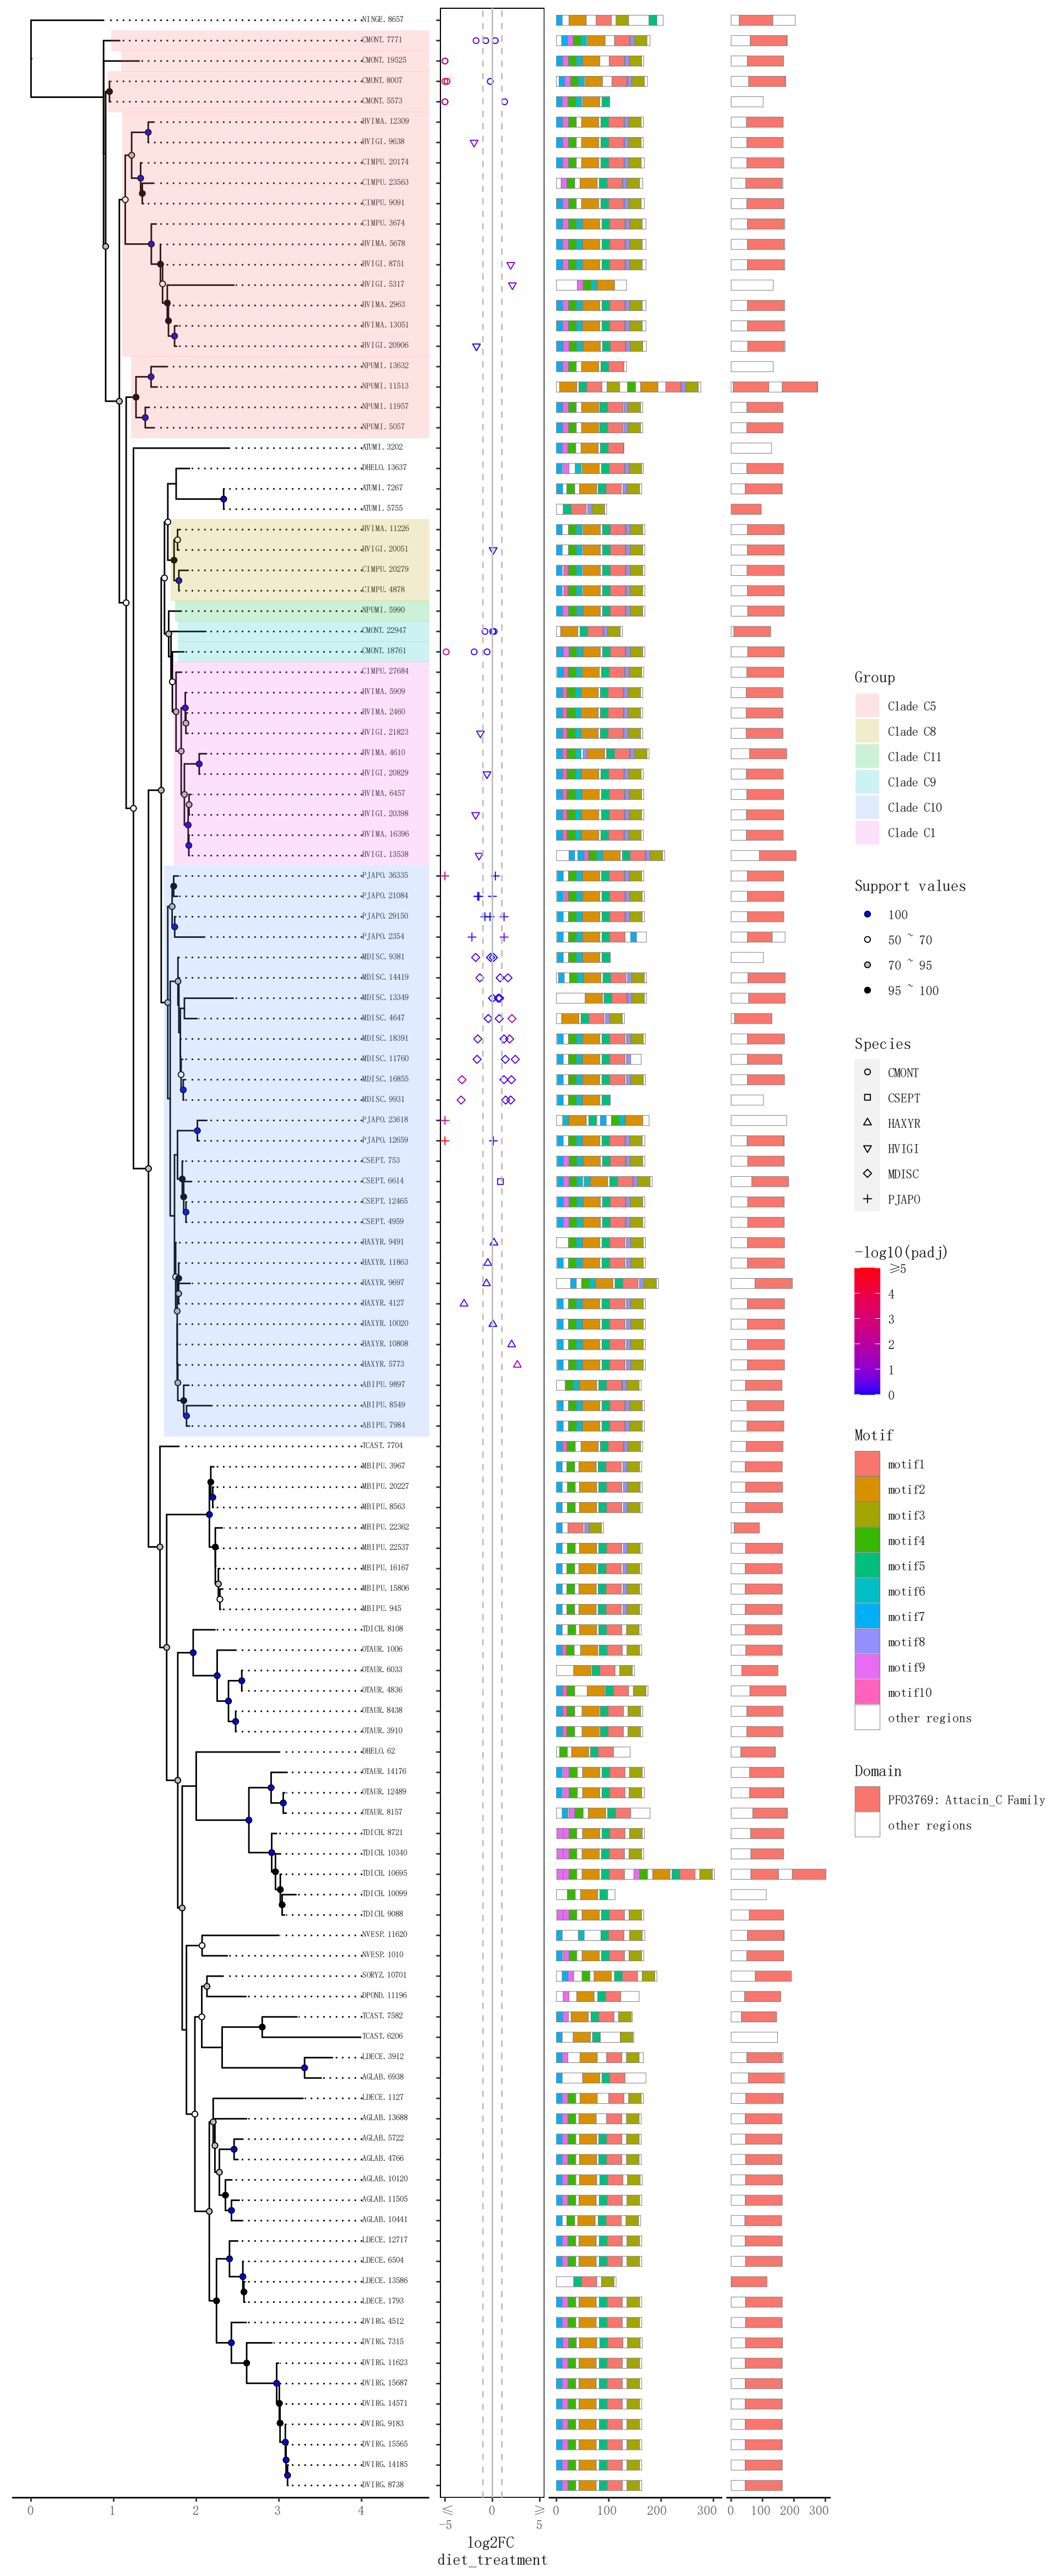 NINGE. 8657
CMONT. 7771
CMONT. 19525
CMONT. 8007
CMONT. 5573
HVIMA. 12309
HVIGI. 9638
CIMPU. 20174
CIMPU. 23563
CIMPU. 9091
CIMPU. 3674
HVIMA. 5678
HVIGI. 8751
HVIGI. 5317
HVIMA. 2963
HVIMA. 13051
HVIGI. 20906
NPUMI. 13632
NPUMI. 11513
NPUMI. 11957
NPUMI. 5057
ATUMI. 3202
DHELO. 13637
ATUMI. 7267
ATUMI. 5755
HVIMA. 11226
HVIGI. 20051
CIMPU. 20279
CIMPU. 4878
NPUMI. 5990
CMONT. 22947
CMONT. 18761
CIMPU. 27684
HVIMA. 5909
HVIMA. 2460
HVIGI. 21823
HVIMA. 4610
HVIGI. 20829
HVIMA. 6457
HVIGI. 20398
HVIMA. 16396
HVIGI. 13538
PJAPO. 36335
PJAPO. 21084
PJAPO. 29150
PJAPO. 2354
MDISC. 9381
MDISC. 14419
MDISC. 13349
MDISC. 4647
MDISC. 18391
MDISC. 11760
MDISC. 16855
MDISC. 9931
PJAPO. 23618
PJAPO. 12659
CSEPT. 753
CSEPT. 6614
CSEPT. 12465
CSEPT. 4959
HAXYR. 9491
HAXYR. 11863
HAXYR. 9697
HAXYR. 4127
HAXYR. 10020
HAXYR. 10808
HAXYR. 5773
ABIPU. 9897
ABIPU. 8549
ABIPU. 7984
TCAST. 7704
MBIPU. 3967
MBIPU. 20227
MBIPU. 8563
MBIPU. 22362
MBIPU. 22537
MBIPU. 16167
MBIPU. 15806
MBIPU. 945
TDICH. 8108
OTAUR. 1006
OTAUR. 6033
OTAUR. 4836
OTAUR. 8438
OTAUR. 3910
DHELO. 62
OTAUR. 14176
OTAUR. 12489
OTAUR. 8157
TDICH. 8721
TDICH. 10340
TDICH. 10695
TDICH. 10099
TDICH. 9088
NVESP. 11620
NVESP. 1010
SORYZ. 10701
DPOND. 11196
TCAST. 7582
TCAST. 6206
LDECE. 3912
AGLAB. 6938
LDECE. 1127
AGLAB. 13688
AGLAB. 5722
AGLAB. 4766
AGLAB. 10120
AGLAB. 11505
AGLAB. 10441
LDECE. 12717
LDECE. 6504
LDECE. 13586
LDECE. 1793
DVIRG. 4512
DVIRG. 7315
DVIRG. 11623
DVIRG. 15687
DVIRG. 14571
DVIRG. 9183
DVIRG. 15565
DVIRG. 14185
DVIRG. 8738
0 1 2 3 4
≤ 0 ≥
-5 5
log2FC
diet_treatment
0 100 200 300
0 100 200 300
Group
Clade C5
Clade C8
Clade C11
Clade C9
Clade C10
Clade C1
Support values
100
50 ~ 70
70 ~ 95
95 ~ 100
Species
CMONT
CSEPT
HAXYR
HVIGI
MDISC
PJAPO
-log10(padj)
≥5
4
3
2
1
0
Motif
motif1
motif2
motif3
motif4
motif5
motif6
motif7
motif8
motif9
motif10
other regions
Domain
PF03769: Attacin_C Family
other regions